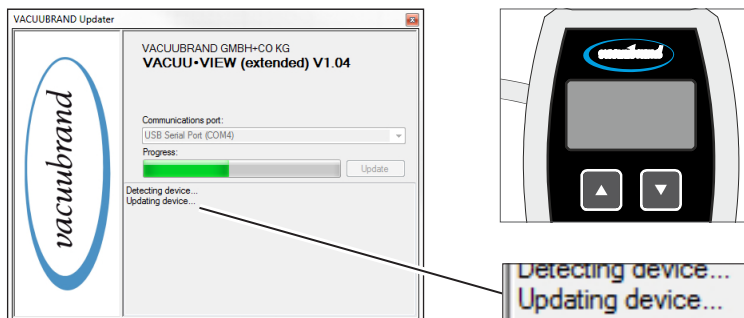 VACUUBRAND Updater
vacuubrand
VACUUBRAND GMBH+CO KG
VACUU•VIEW (extended) V1.04
Communications port:
USB Serial Port (COM4)
Progress:
Update
Detecting device...
Updating device...
vacuubrand
Detecting device...
Updating device...